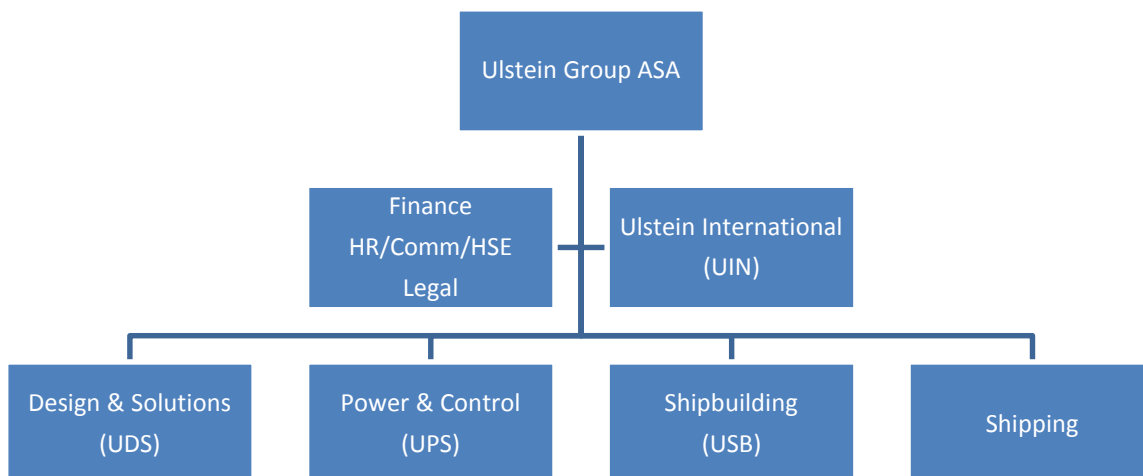 Ulstein Group ASA
Finance
HR/Comm/HSE
Legal
Ulstein International
(UIN)
Design & Solutions
(UDS)
Power & Control
(UPS)
Shipbuilding
(USB)
Shipping